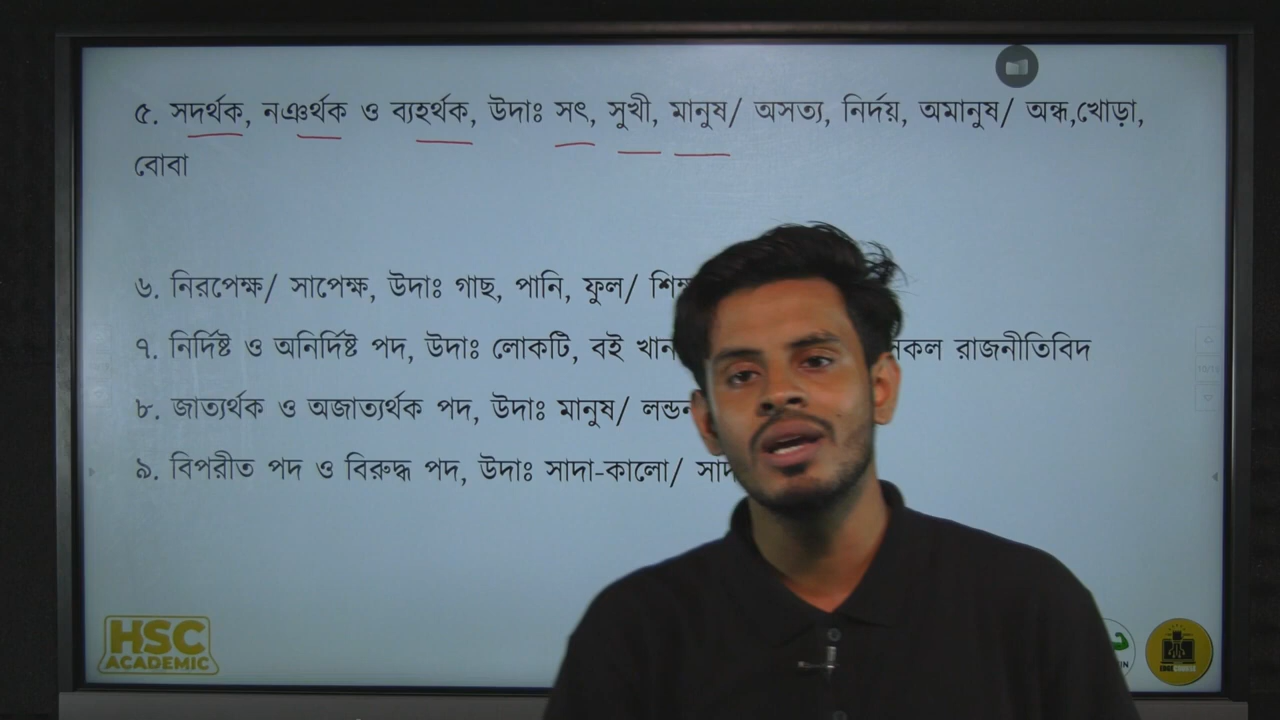 ৫. সদর্থক, নঞর্থক ও ব্যহর্থক, উদাঃ সৎ, সুখী, মানুষ/ অসত্য, নির্দয়, অমানুষ/ অন্ধ,খোড়া,
বোবা
৬. নিরপেক্ষ/ সাপেক্ষ, উদাঃ গাছ, পানি, ফুল/
৭. নির্দিষ্ট ও অনির্দিষ্ট পদ, উদাঃ লোকটি, বই রাজনীতিবিদ
৮. জাত্যর্থক ও অজাত্যর্থক পদ, উদাঃ মানুষ/
৯. বিপরীত পদ ও বিরুদ্ধ পদ, উদাঃ সাদা-কালো/
HSC
ACADEMIC